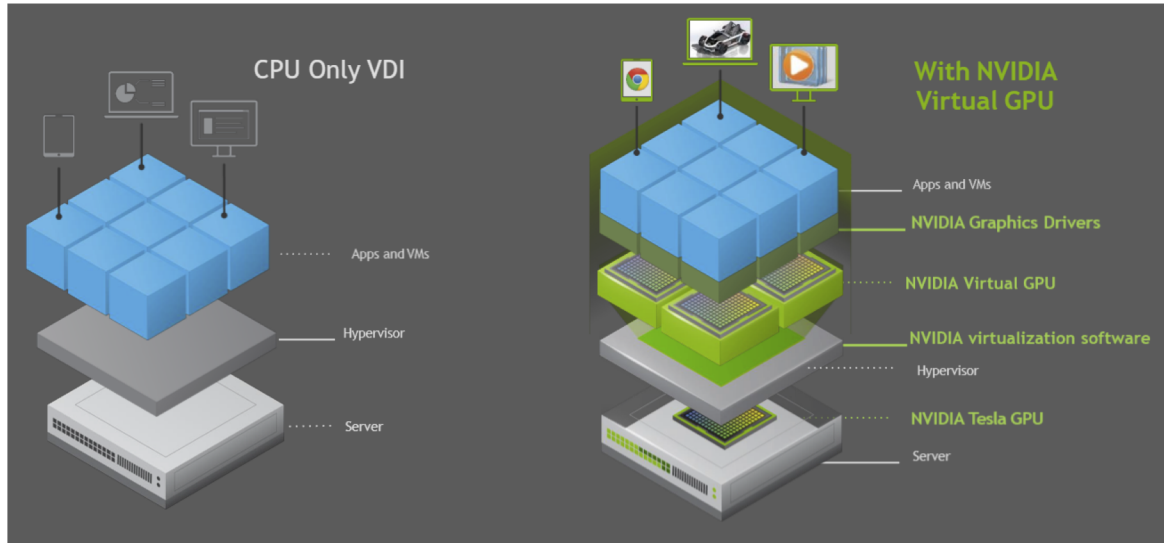 CPU Only VDI
Apps and VMs
Hypervisor
Server
With NVIDIA
Virtual GPU
Apps and VMs
NVIDIA Graphics Drivers
NVIDIA Virtual GPU
NVIDIA virtualization software
Hypervisor
NVIDIA Tesla GPU
Server